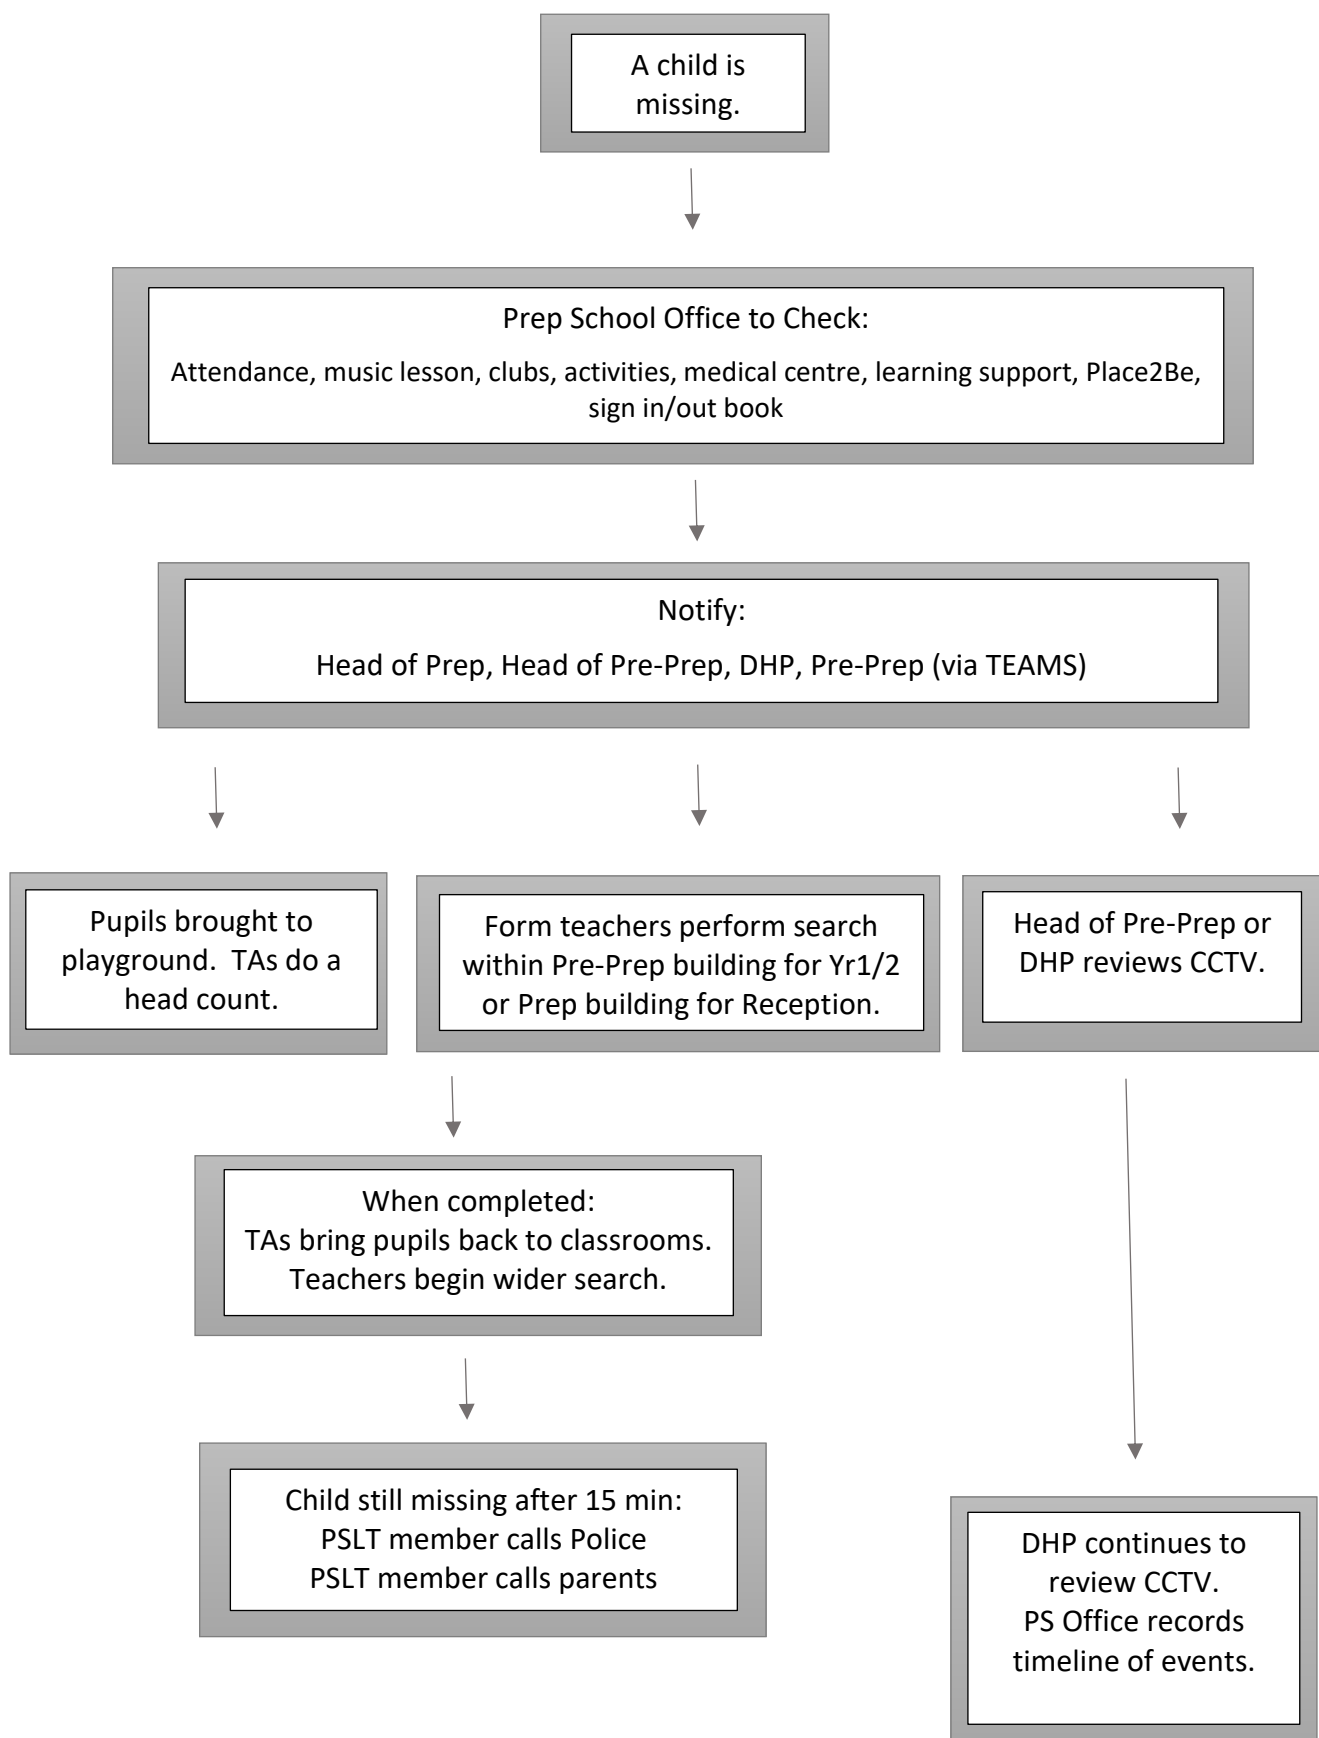 A child is
missing.
Prep School Office to Check:
Attendance, music lesson, clubs, activities, medical centre, learning support, Place2Be,
sign in/out book
Notify:
Head of Prep, Head of Pre-Prep, DHP, Pre-Prep (via TEAMS)
Pupils brought to
playground.  TAs do a
head count.
Form teachers perform search
within Pre-Prep building for Yr1/2
or Prep building for Reception.
Head of Pre-Prep or
DHP reviews CCTV.
When completed:
TAs bring pupils back to classrooms.
Teachers begin wider search.
Child still missing after 15 min:
PSLT member calls Police
PSLT member calls parents
DHP continues to
review CCTV.
PS Office records
timeline of events.